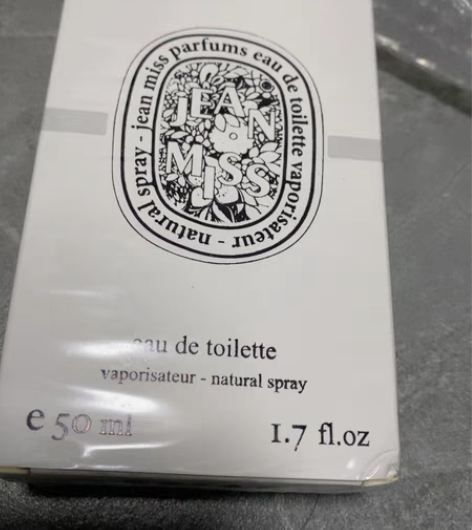 jean miss parfums eau de toilette vaporisateur - natural spray -
JEAN
MISS
eau de toilette
vaporisateur - natural spray
e 50 ml
1.7 fl.oz